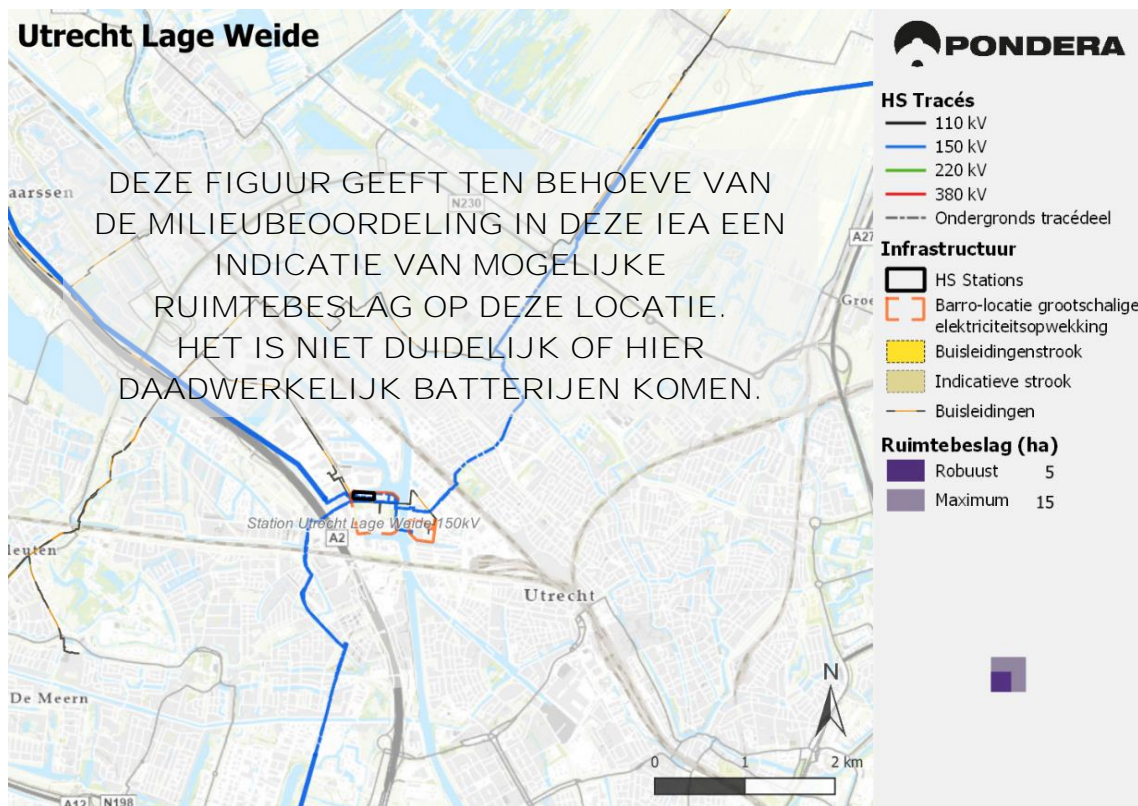 Utrecht Lage Weide
DEZE FIGUUR GEEFT TEN BEHOEVE VAN
DE MILIEUBEOORDELING IN DEZE IEA EEN
INDICATIE VAN MOGELIJKE
RUIMTEBESLAG OP DEZE LOCATIE.
HET IS NIET DUIDELIJK OF HIER
DAADWERKELIJK BATTERIJEN KOMEN.
aarssen
N230
A27
Groe
Station Utrecht Lage Weide 150kV
A2
leuten
Utrecht
De Meern
A12
N198
N
0 1 2 km
PONDERA
HS Tracés
110 kV
150 kV
220 kV
380 kV
Ondergronds tracédeel
Infrastructuur
HS Stations
Barro-locatie grootschalige
elektriciteitsopwekking
Buisleidingenstrook
Indicatieve strook
Buisleidingen
Ruimtebeslag (ha)
Robuust 5
Maximum 15